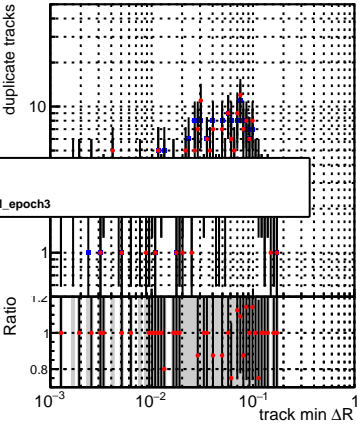 duplicate tracks
10
l_epoch3
1
Ratio
1.2
1
0.8
10⁻³ 10⁻² 10⁻¹ 1
track min ΔR